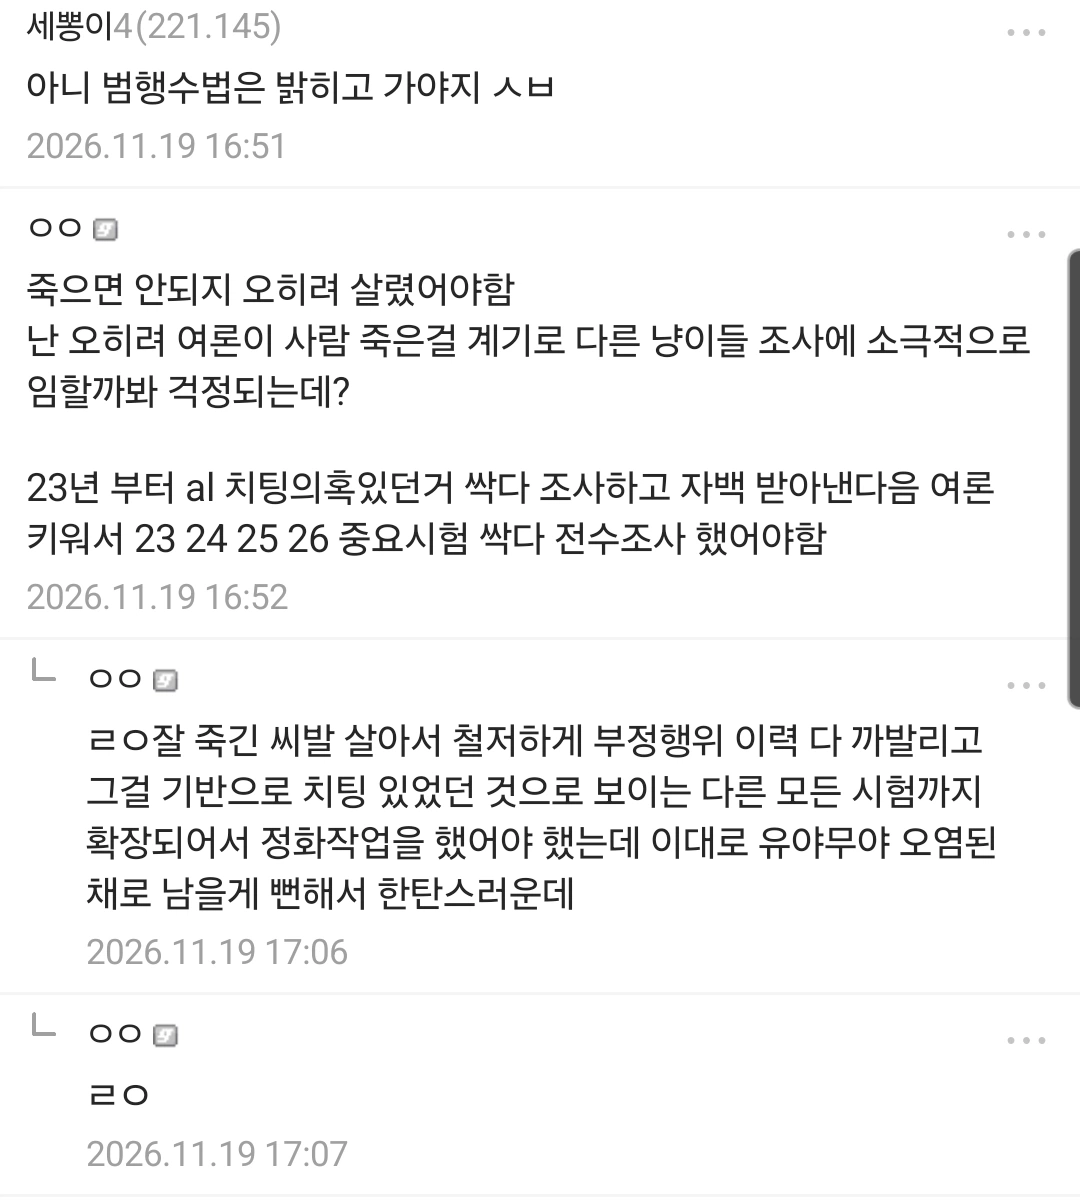 세뽕이4(221.145)
아니 범행수법은 밝히고 가야지 ㅅㅂ
2026.11.19 16:51
ㅇㅇ
죽으면 안되지 오히려 살렸어야함
난 오히려 여론이 사람 죽은걸 계기로 다른 냥이들 조사에 소극적으로
임할까봐 걱정되는데?
23년 부터 al 치팅의혹있던거 싹다 조사하고 자백 받아낸다음 여론
키워서 23 24 25 26 중요시험 싹다 전수조사 했어야함
2026.11.19 16:52
ㅇㅇ
ㄹㅇ잘 죽긴 씨발 살아서 철저하게 부정행위 이력 다 까발리고
그걸 기반으로 치팅 있었던 것으로 보이는 다른 모든 시험까지
확장되어서 정화작업을 했어야 했는데 이대로 유야무야 오염된
채로 남을게 뻔해서 한탄스러운데
2026.11.19 17:06
ㅇㅇ
ㄹㅇ
2026.11.19 17:07